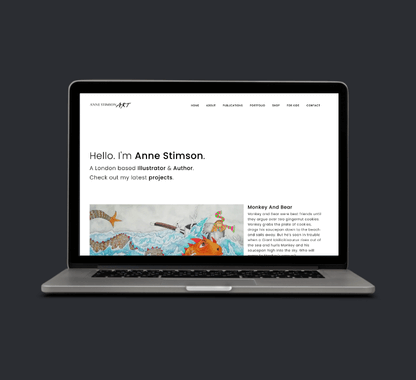 ANNE STIMSON ART
HOME ABOUT PUBLICATIONS PORTFOLIO SHOP FOR KIDS CONTACT
Hello. I'm Anne Stimson.
A London based Illustrator & Author.
Check out my latest projects.
Monkey And Bear
Monkey and Bear were best friends until
they argue over two gingernut cookies.
Monkey grabs the plate of cookies,
drags his saucepan down to the beach
and sails away. But he's soon in trouble
when a Giant
rises out of
the sea and hurls Monkey and his
saucepan high into the sky. Who will